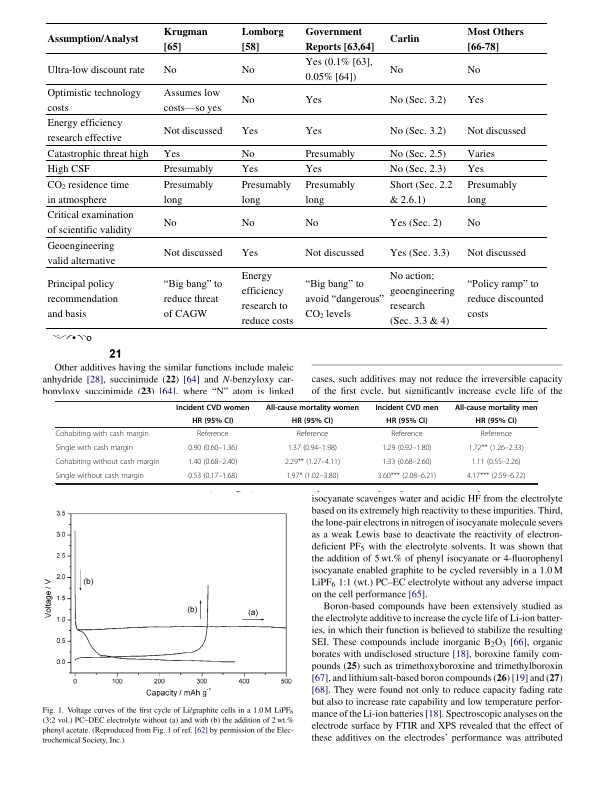 Assumption/Analyst Krugman [65] Lomborg [58] Government Reports [63,64] Carlin Most Others [66-78]
Ultra-low discount rate No No Yes (0.1% [63], 0.05% [64]) No No
Optimistic technology costs Assumes low costs—so yes No Yes No (Sec. 3.2) Yes
Energy efficiency research effective Not discussed Yes Yes No (Sec. 3.2) Not discussed
Catastrophic threat high Yes No Presumably No (Sec. 2.5) Varies
High CSF Presumably Yes Yes No (Sec. 2.3) Yes
CO2 residence time in atmosphere Presumably long Presumably long Presumably long Short (Sec. 2.2 & 2.6.1) Presumably long
Critical examination of scientific validity No No No Yes (Sec. 2) No
Geoengineering valid alternative Not discussed Yes Not discussed Yes (Sec. 3.3) Not discussed
Principal policy recommendation and basis “Big bang” to reduce threat of CAGW Energy efficiency research to reduce costs “Big bang” to avoid “dangerous” CO2 levels No action; geoengineering research (Sec. 3.3 & 4) “Policy ramp” to reduce discounted costs
21
Other additives having the similar functions include maleic
anhydride [28], succinimide (22) [64] and N-benzyloxy car-
bonyloxy succinimide (23) [64], where “N” atom is linked
cases, such additives may not reduce the irreversible capacity
of the first cycle, but significantly increase cycle life of the
Incident CVD women All-cause mortality women Incident CVD men All-cause mortality men
HR (95% CI) HR (95% CI) HR (95% CI) HR (95% CI)
Cohabiting with cash margin Reference Reference Reference Reference
Single with cash margin 0.90 (0.60–1.36) 1.37 (0.94–1.98) 1.29 (0.92–1.80) 1.72** (1.26–2.33)
Cohabiting without cash margin 1.40 (0.68–2.40) 2.29** (1.27–4.11) 1.33 (0.68–2.60) 1.11 (0.55–2.26)
Single without cash margin 0.53 (0.17–1.68) 1.97* (1.02–3.80) 3.60*** (2.08–6.21) 4.17*** (2.59–6.72)
3.5
3.0
2.5
2.0
1.5
1.0
0.5
0.0
Voltage / V
(b)
(b)
(a)
0 100 200 300 400 500
Capacity / mAh g-1
Fig. 1. Voltage curves of the first cycle of Li/graphite cells in a 1.0 M LiPF6
(3:2 vol.) PC–DEC electrolyte without (a) and with (b) the addition of 2 wt.%
phenyl acetate. (Reproduced from Fig. 1 of ref. [62] by permission of the Elec-
trochemical Society, Inc.)
isocyanate scavenges water and acidic HF from the electrolyte
based on its extremely high reactivity to these impurities. Third,
the lone-pair electrons in nitrogen of isocyanate molecule severs
as a weak Lewis base to deactivate the reactivity of electron-
deficient PF5 with the electrolyte solvents. It was shown that
the addition of 5 wt.% of phenyl isocyanate or 4-fluorophenyl
isocyanate enabled graphite to be cycled reversibly in a 1.0 M
LiPF6 1:1 (wt.) PC–EC electrolyte without any adverse impact
on the cell performance [65].
Boron-based compounds have been extensively studied as
the electrolyte additive to increase the cycle life of Li-ion batter-
ies, in which their function is believed to stabilize the resulting
SEI. These compounds include inorganic B2O3 [66], organic
borates with undisclosed structure [18], boroxine family com-
pounds (25) such as trimethoxyboroxine and trimethylboroxin
[67], and lithium salt-based boron compounds (26) [19] and (27)
[68]. They were found not only to reduce capacity fading rate
but also to increase rate capability and low temperature perfor-
mance of the Li-ion batteries [18]. Spectroscopic analyses on the
electrode surface by FTIR and XPS revealed that the effect of
these additives on the electrodes’ performance was attributed